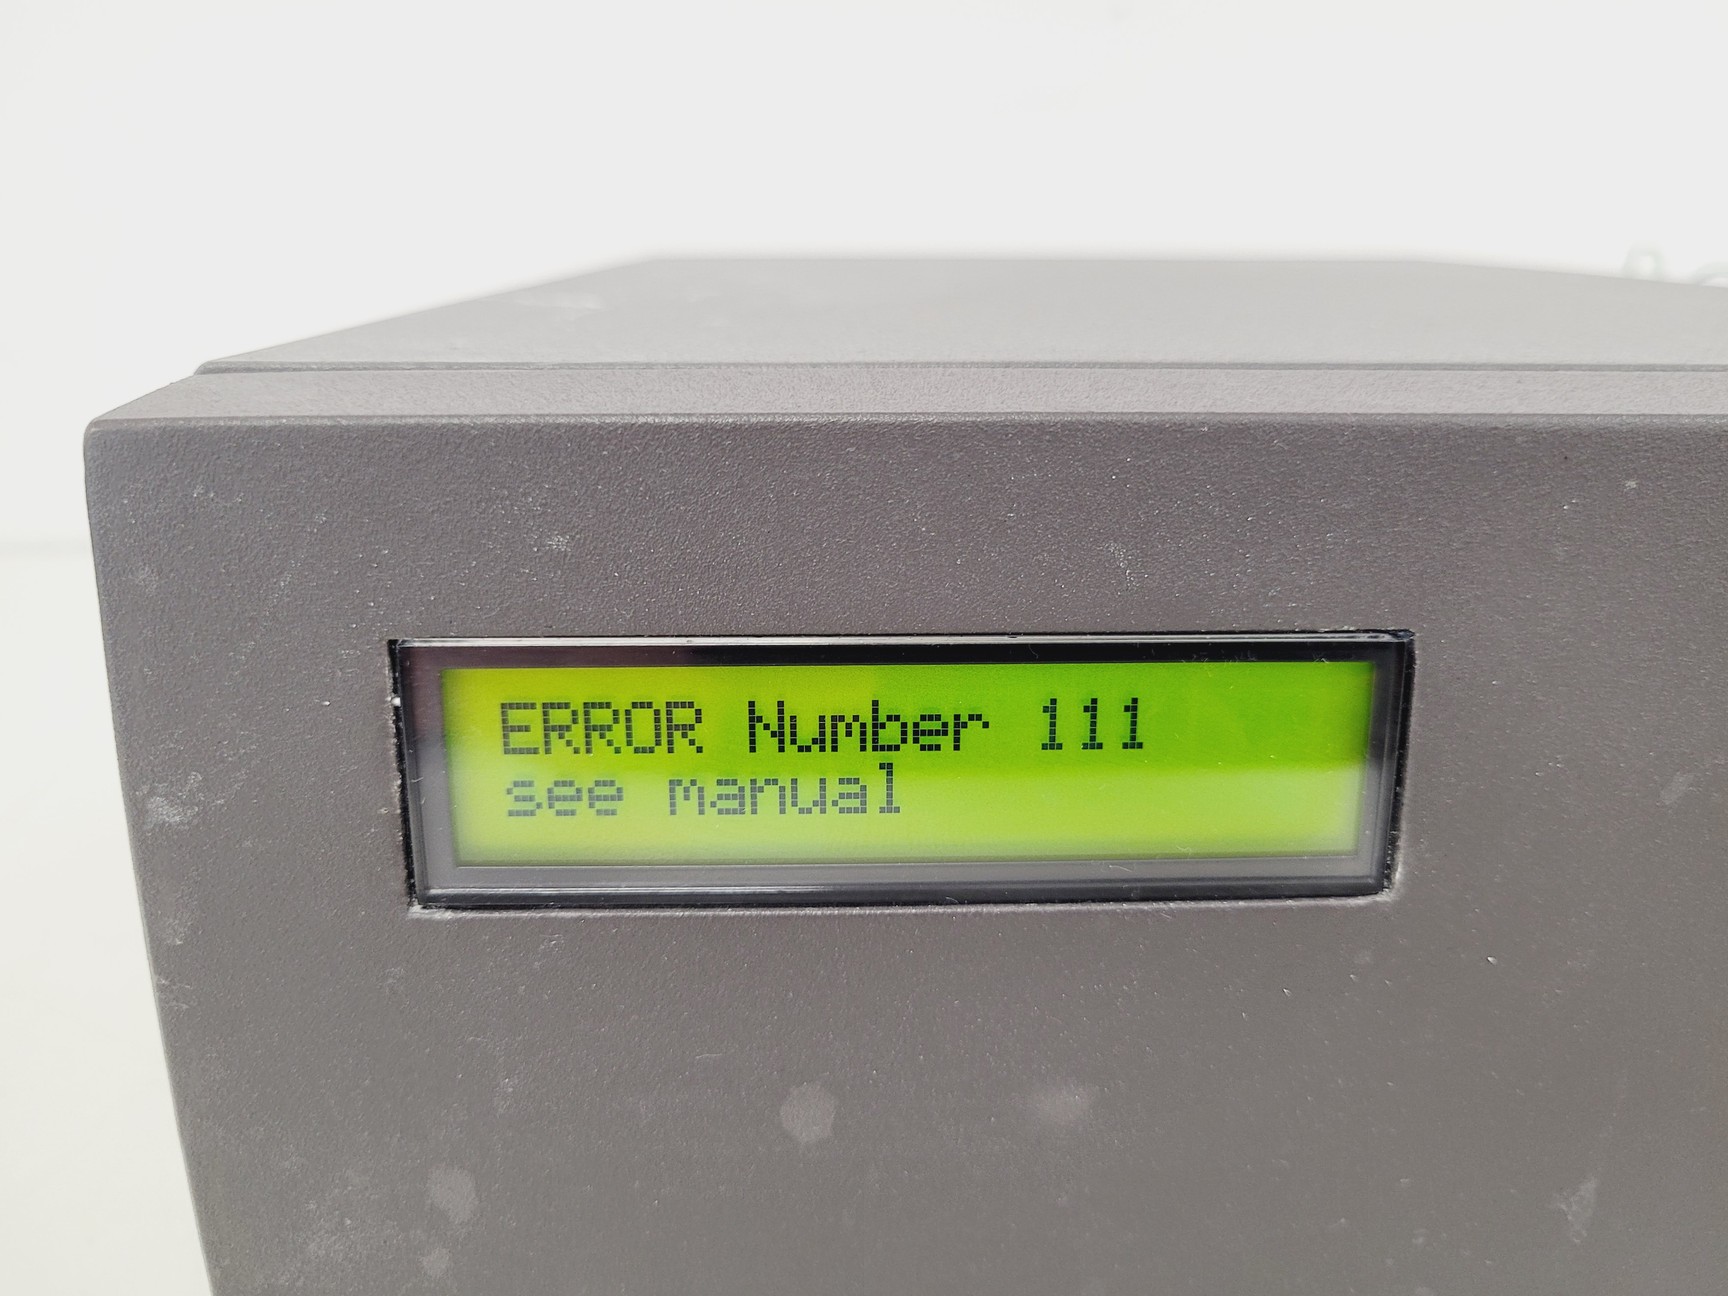 ERROR Number 111
see manual